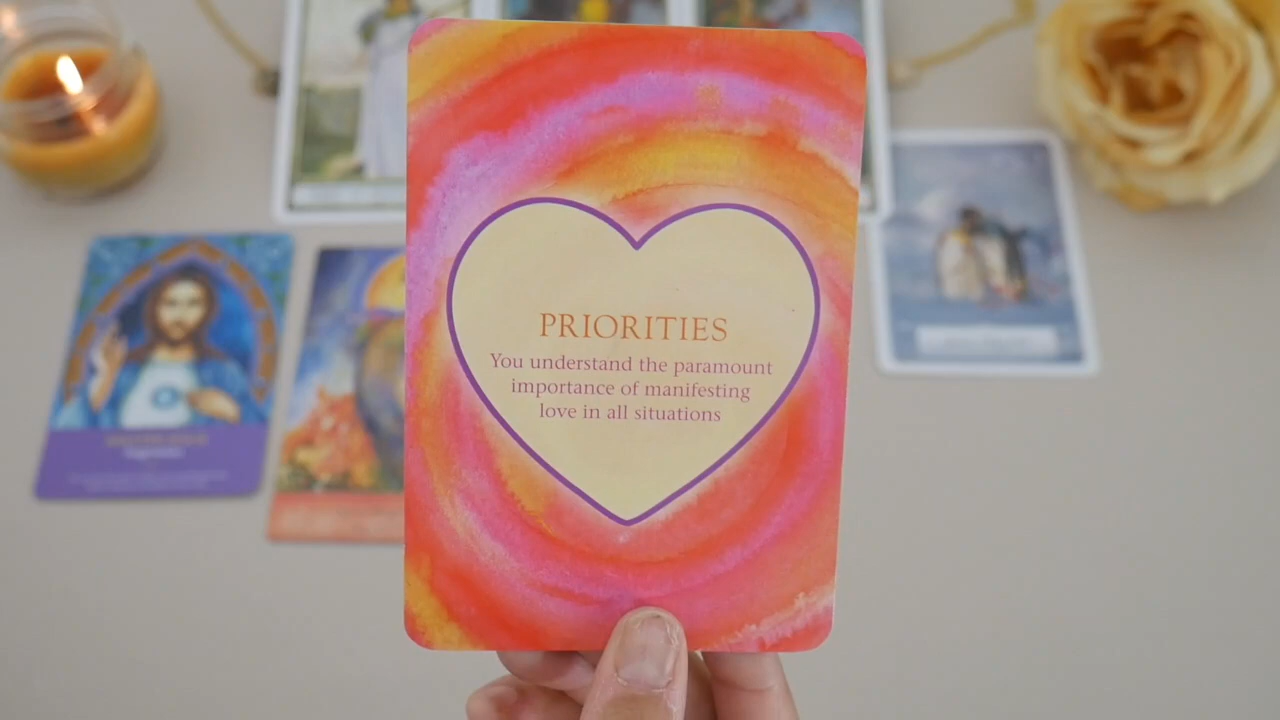 PRIORITIES
You understand the paramount
importance of manifesting
love in all situations